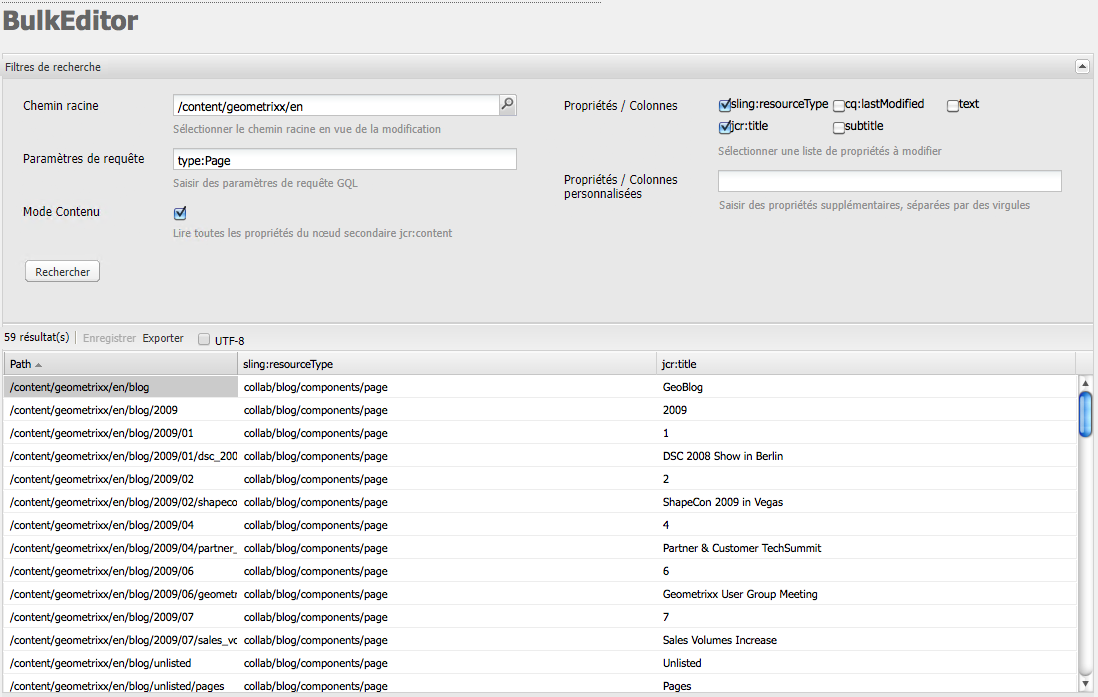 BulkEditor
Filtres de recherche
Chemin racine
/content/geometrixx/en
Sélectionner le chemin racine en vue de la modification
Paramètres de requête
type:Page
Saisir des paramètres de requête GQL
Mode Contenu
Lire toutes les propriétés du nœud secondaire jcr:content
Rechercher
Propriétés / Colonnes
sling:resourceType cq:lastModified text
jcr:title subtitle
Sélectionner une liste de propriétés à modifier
Propriétés / Colonnes
personnalisées
Saisir des propriétés supplémentaires, séparées par des virgules
59 résultat(s) Enregistrer Exporter UTF-8
Path sling:resourceType jcr:title
/content/geometrixx/en/blog collab/blog/components/page GeoBlog
/content/geometrixx/en/blog/2009 collab/blog/components/page 2009
/content/geometrixx/en/blog/2009/01 collab/blog/components/page 1
/content/geometrixx/en/blog/2009/01/dsc_200 collab/blog/components/page DSC 2008 Show in Berlin
/content/geometrixx/en/blog/2009/02 collab/blog/components/page 2
/content/geometrixx/en/blog/2009/02/shapeco collab/blog/components/page ShapeCon 2009 in Vegas
/content/geometrixx/en/blog/2009/04 collab/blog/components/page 4
/content/geometrixx/en/blog/2009/04/partner_ collab/blog/components/page Partner & Customer TechSummit
/content/geometrixx/en/blog/2009/06 collab/blog/components/page 6
/content/geometrixx/en/blog/2009/06/geometr collab/blog/components/page Geometrixx User Group Meeting
/content/geometrixx/en/blog/2009/07 collab/blog/components/page 7
/content/geometrixx/en/blog/2009/07/sales_vo collab/blog/components/page Sales Volumes Increase
/content/geometrixx/en/blog/unlisted collab/blog/components/page Unlisted
/content/geometrixx/en/blog/unlisted/pages collab/blog/components/page Pages